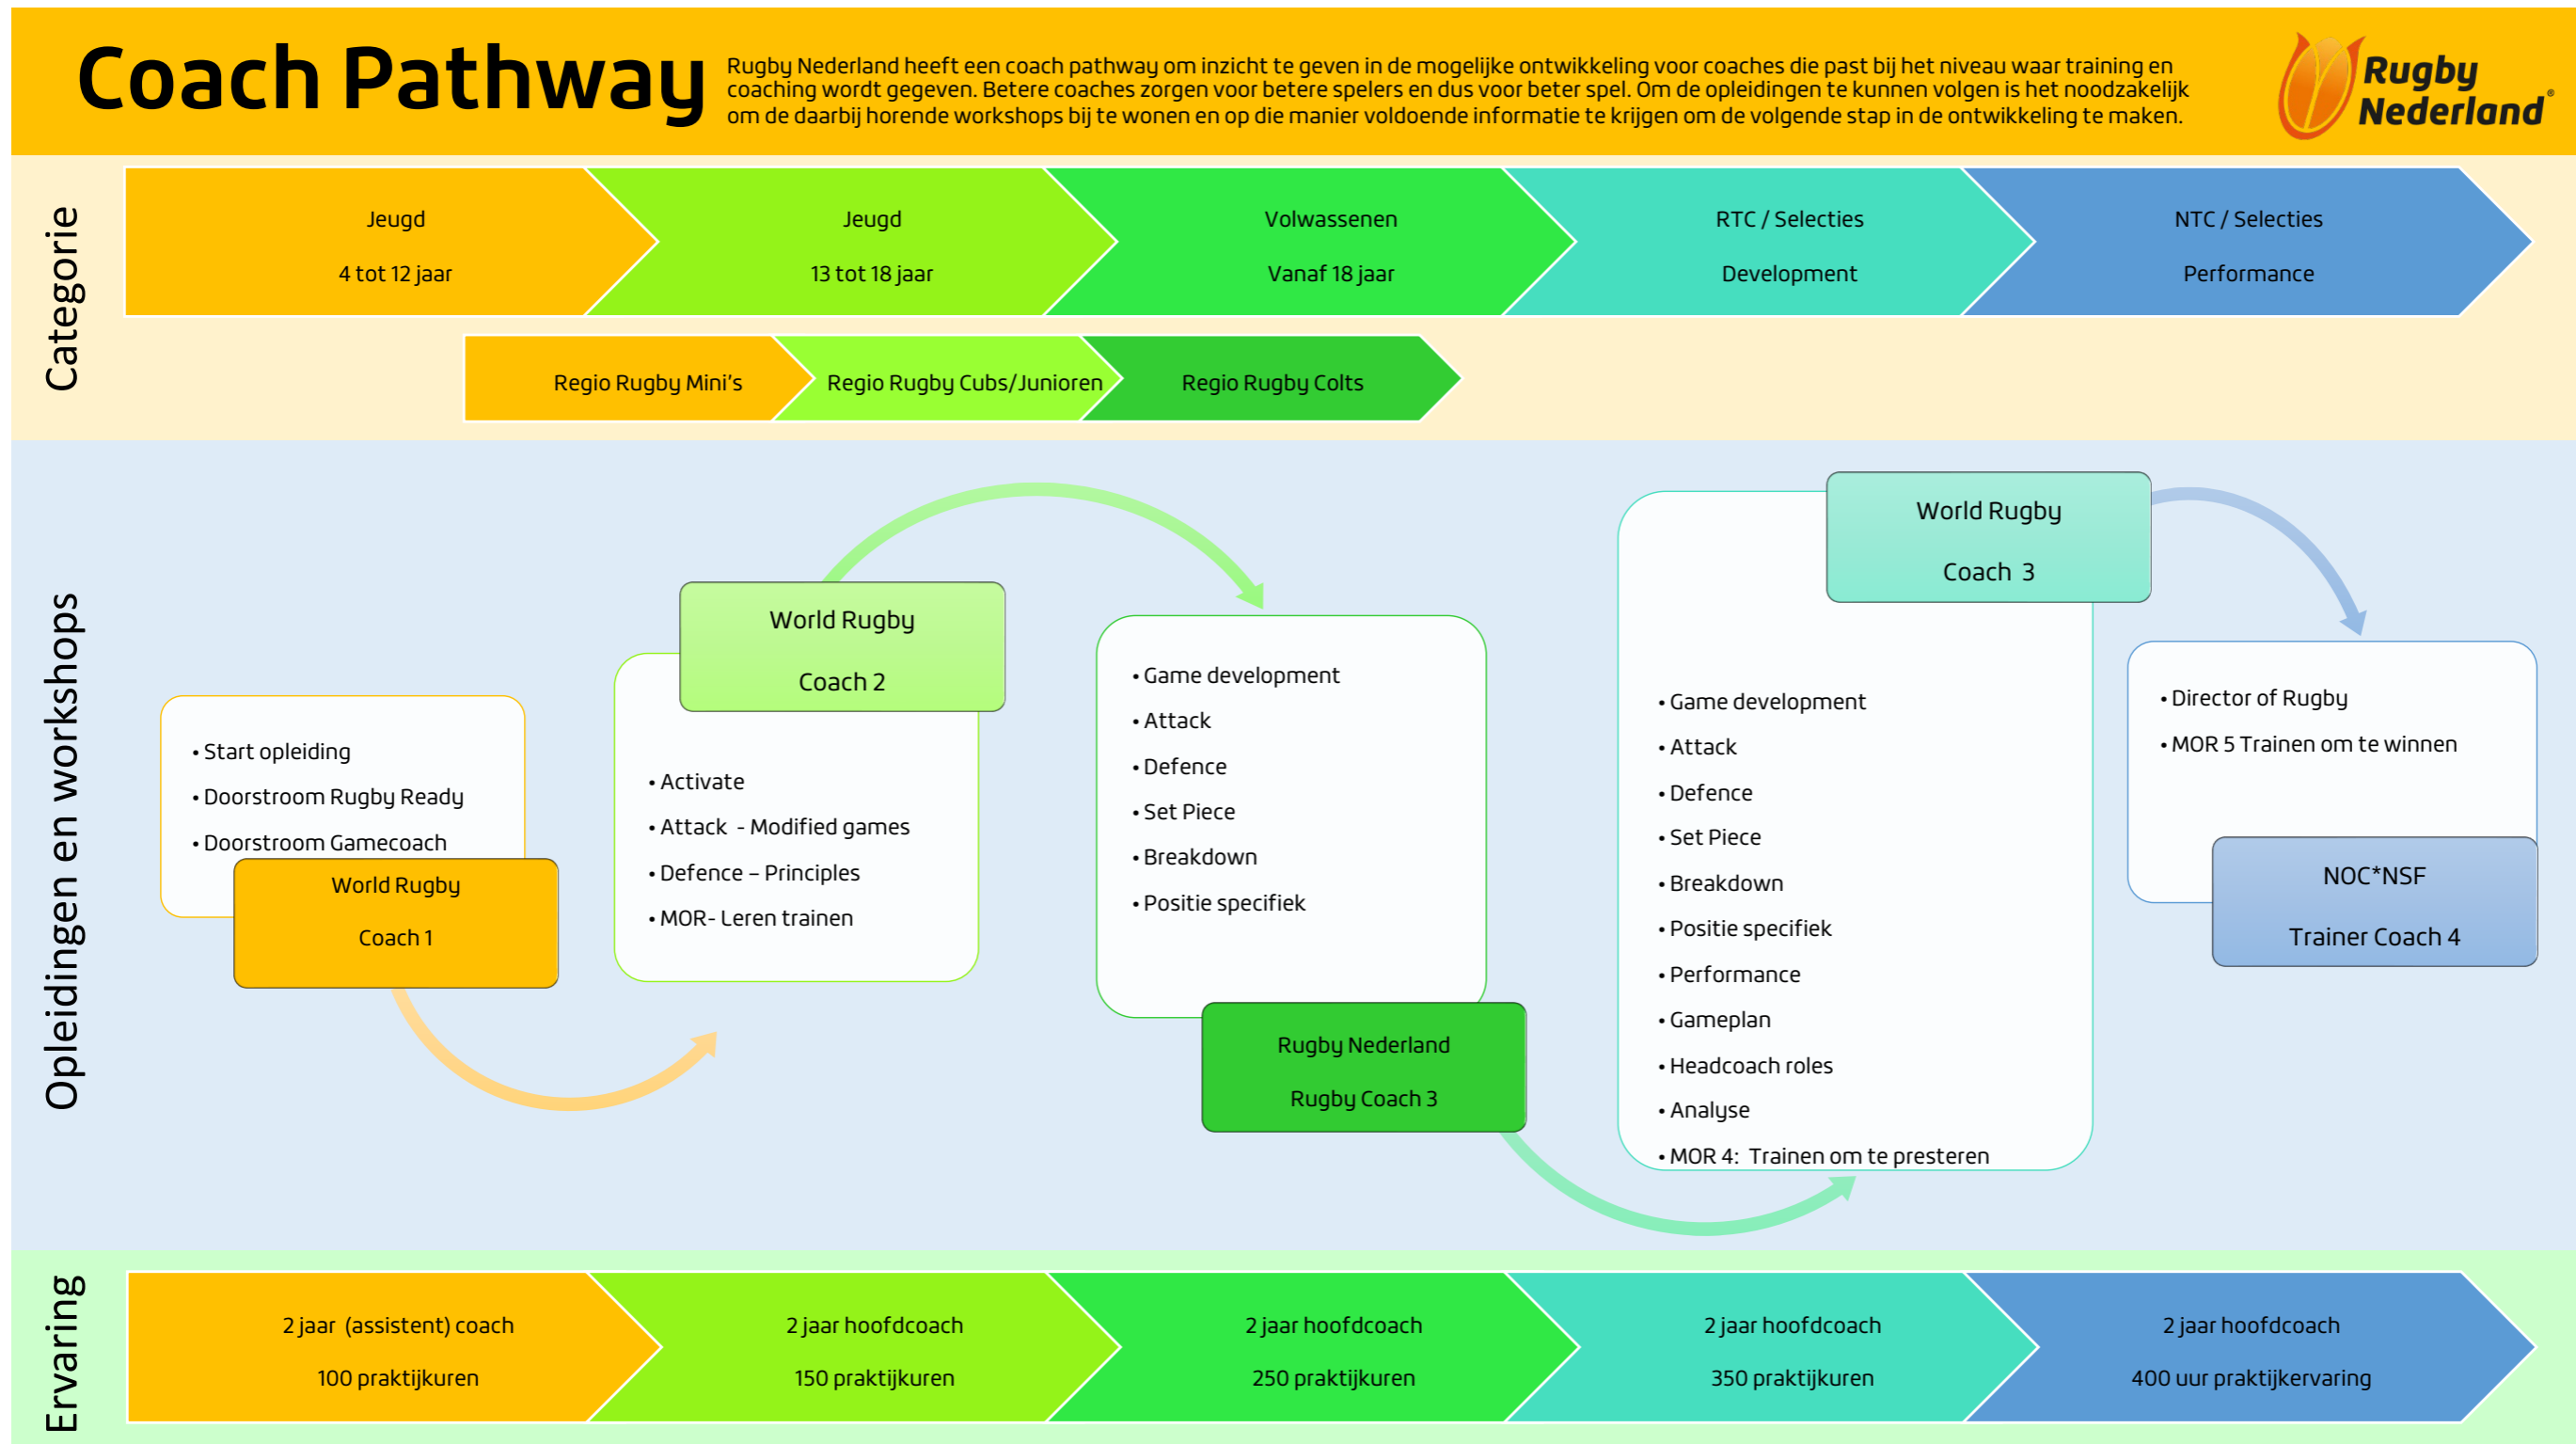 Coach Pathway
Rugby Nederland heeft een coach pathway om inzicht te geven in de mogelijke ontwikkeling voor coaches die past bij het niveau waar training en
coaching wordt gegeven. Betere coaches zorgen voor betere spelers en dus voor beter spel. Om de opleidingen te kunnen volgen is het noodzakelijk
om de daarbij horende workshops bij te wonen en op die manier voldoende informatie te krijgen om de volgende stap in de ontwikkeling te maken.
Rugby
Nederland®
Categorie
Jeugd
4 tot 12 jaar
Jeugd
13 tot 18 jaar
Volwassenen
Vanaf 18 jaar
RTC / Selecties
Development
NTC / Selecties
Performance
Regio Rugby Mini's
Regio Rugby Cubs/Junioren
Regio Rugby Colts
Opleidingen en workshops
• Start opleiding
• Doorstroom Rugby Ready
• Doorstroom Gamecoach
World Rugby
Coach 1
World Rugby
Coach 2
• Activate
• Attack - Modified games
• Defence – Principles
• MOR- Leren trainen
• Game development
• Attack
• Defence
• Set Piece
• Breakdown
• Positie specifiek
Rugby Nederland
Rugby Coach 3
World Rugby
Coach 3
• Game development
• Attack
• Defence
• Set Piece
• Breakdown
• Positie specifiek
• Performance
• Gameplan
• Headcoach roles
• Analyse
• MOR 4: Trainen om te presteren
• Director of Rugby
• MOR 5 Trainen om te winnen
NOC*NSF
Trainer Coach 4
Ervaring
2 jaar (assistent) coach
100 praktijkuren
2 jaar hoofdcoach
150 praktijkuren
2 jaar hoofdcoach
250 praktijkuren
2 jaar hoofdcoach
350 praktijkuren
2 jaar hoofdcoach
400 uur praktijkervaring